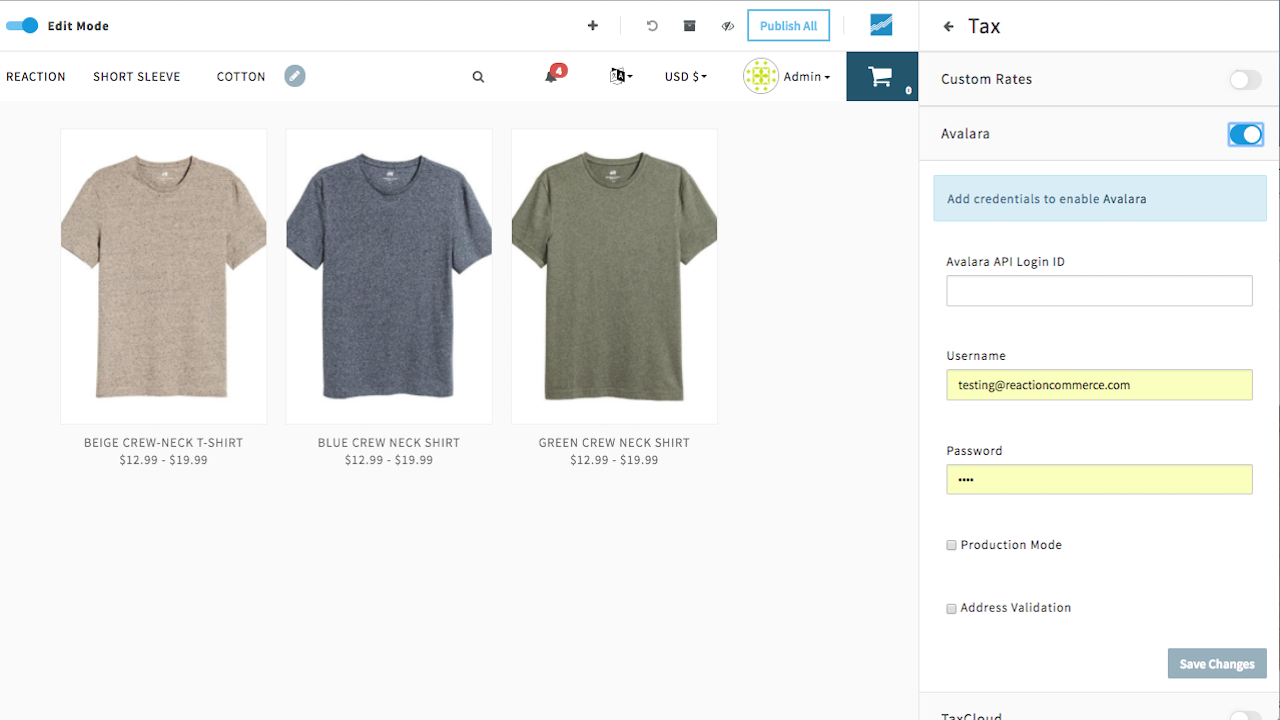 Edit Mode
Publish All
REACTION SHORT SLEEVE COTTON
4
USD $
Admin
0
BEIGE CREW-NECK T-SHIRT
$12.99 - $19.99
BLUE CREW NECK SHIRT
$12.99 - $19.99
GREEN CREW NECK SHIRT
$12.99 - $19.99
Tax
Custom Rates
Avalara
Add credentials to enable Avalara
Avalara API Login ID
Username
testing@reactioncommerce.com
Password
••••
Production Mode
Address Validation
Save Changes
TaxCloud